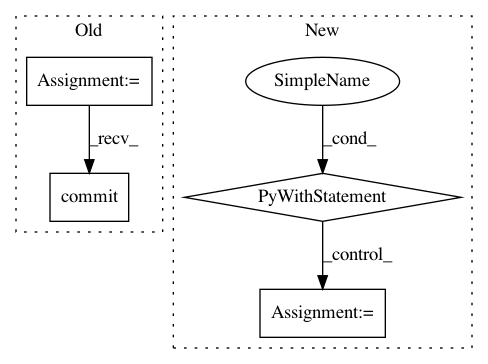 Old
New
Assignment:=
SimpleName
_recv_
_cond_
commit
PyWithStatement
_control_
Assignment:=